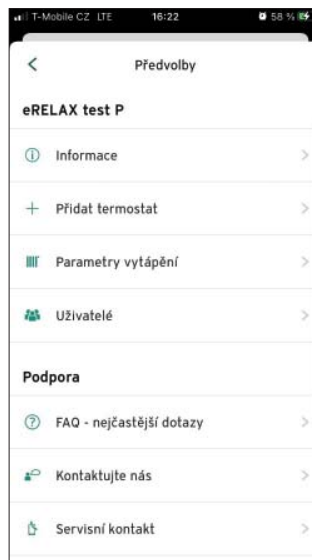 T-Mobile CZ LTE 16:22 58 %
Předvolby
eRELAX test P
Informace
Přidat termostat
Parametry vytápění
Uživatelé
Podpora
FAQ - nejčastější dotazy
Kontaktujte nás
Servisní kontakt